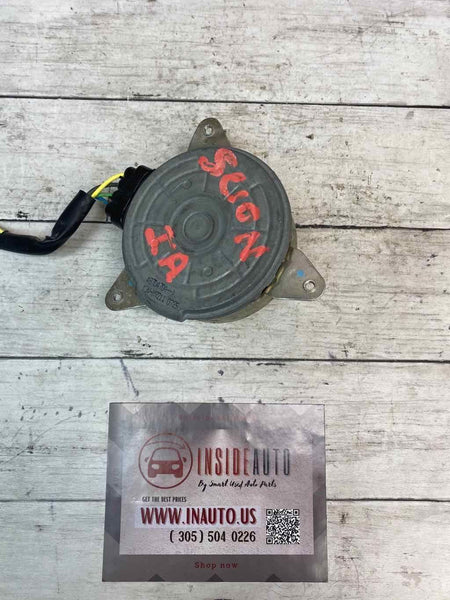 SCION
IA
INSIDEAUTO
By Smart Used Auto Parts
GET THE BEST PRICES
WWW.INAUTO.US
( 305 ) 504 0226
Shop now